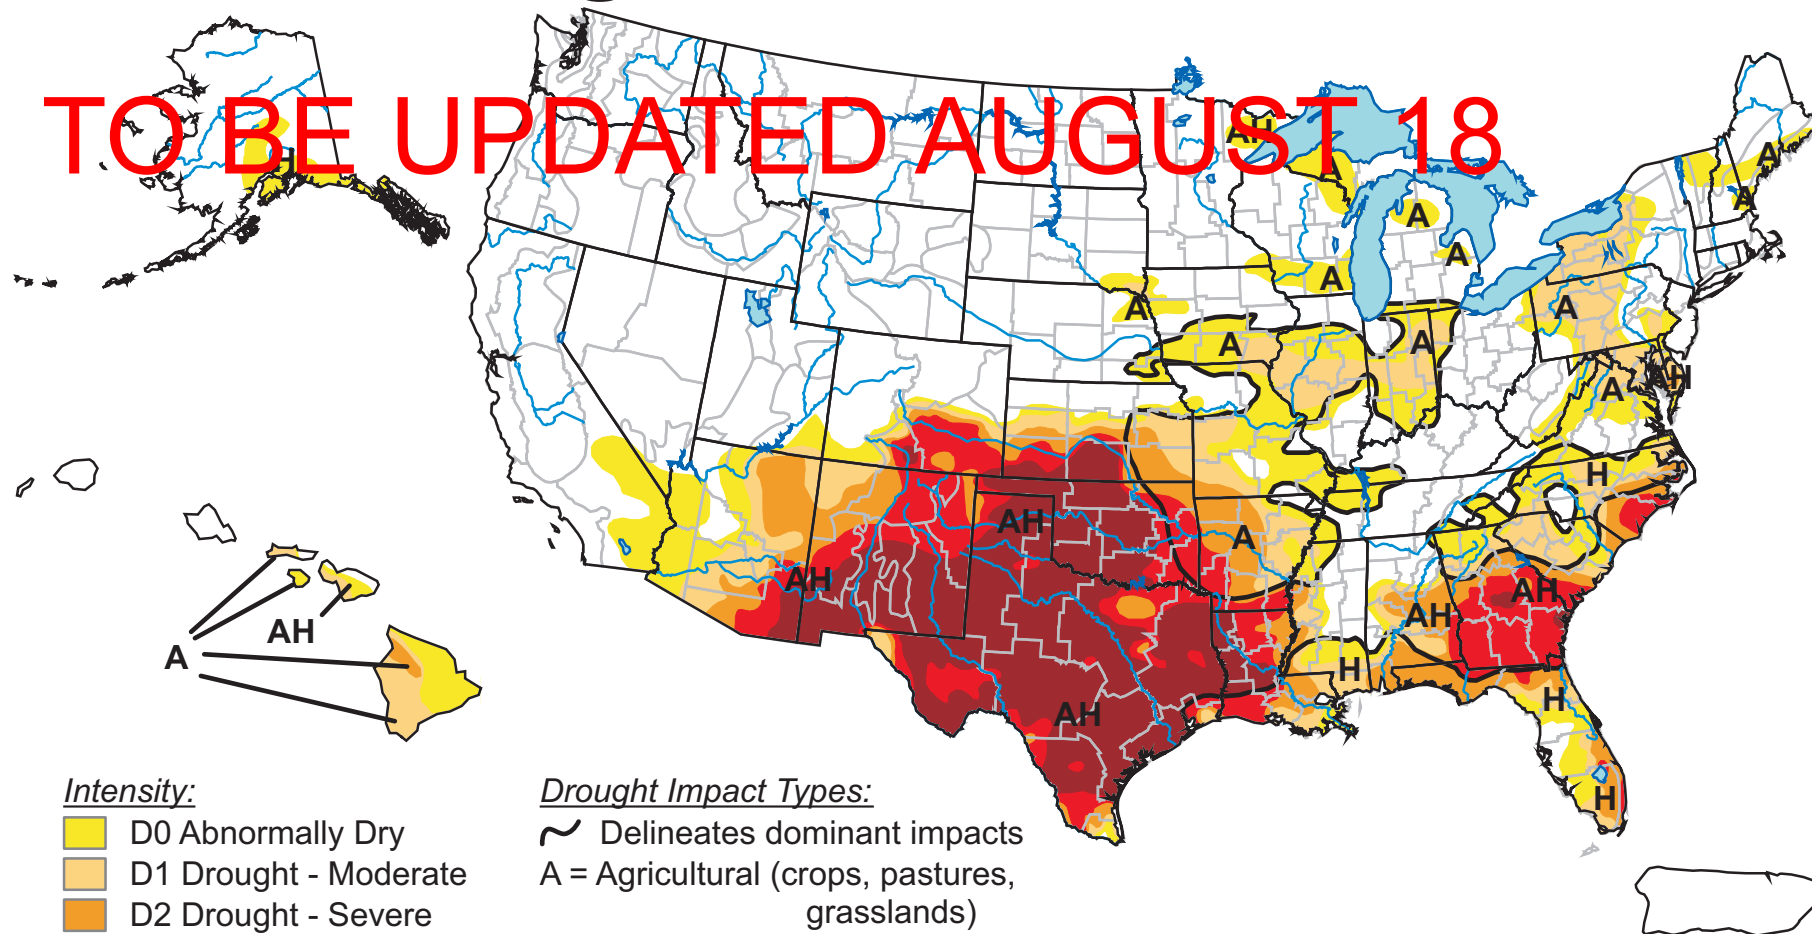 TO BE UPDATED AUGUST 18
H
AH
A
A
A
A
A
A
A
A
A
A
A
A
AH
H
AH
A
AH
AH
AH
AH
H
H
H
AH
A
Intensity:
D0 Abnormally Dry
D1 Drought - Moderate
D2 Drought - Severe
Drought Impact Types:
Delineates dominant impacts
A = Agricultural (crops, pastures,
grasslands)